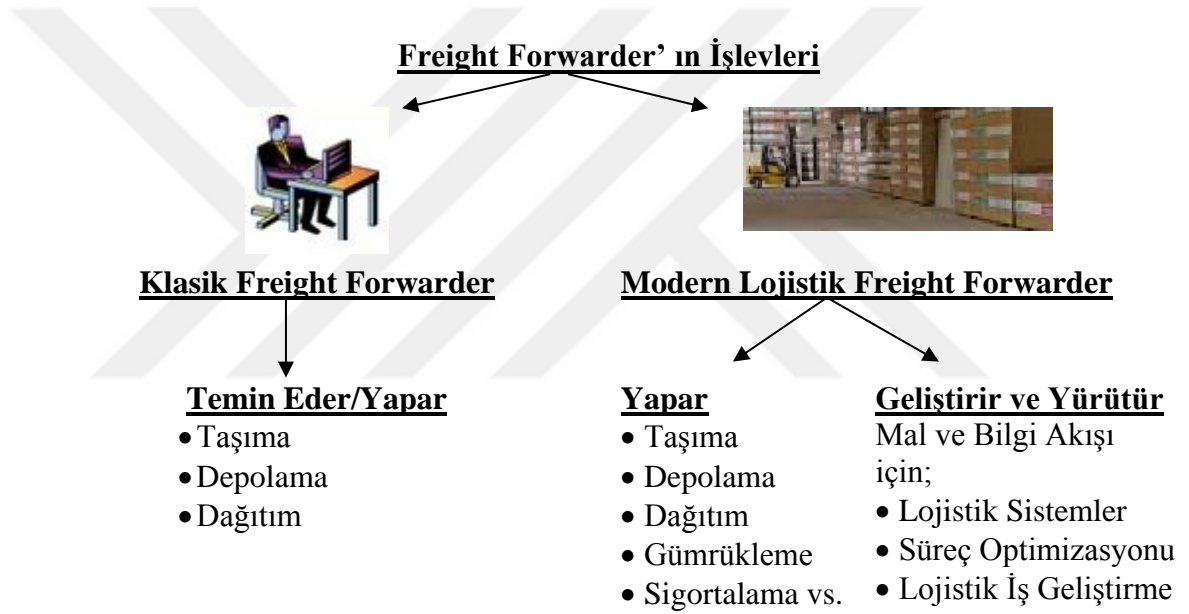 Freight Forwarder’ ın İşlevleri
Klasik Freight Forwarder
Modern Lojistik Freight Forwarder
Temin Eder/Yapar
• Taşıma
• Depolama
• Dağıtım
Yapar
• Taşıma
• Depolama
• Dağıtım
• Gümrükleme
• Sigortalama vs.
Geliştirir ve Yürütür
Mal ve Bilgi Akışı
için;
• Lojistik Sistemler
• Süreç Optimizasyonu
• Lojistik İş Geliştirme